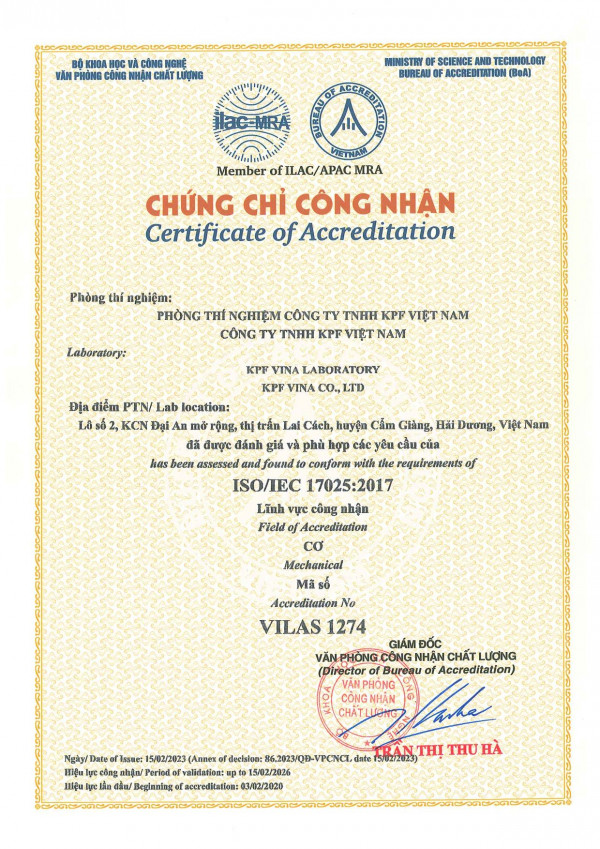 BỘ KHOA HỌC VÀ CÔNG NGHỆ
VĂN PHÒNG CÔNG NHẬN CHẤT LƯỢNG
MINISTRY OF SCIENCE AND TECHNOLOGY
BUREAU OF ACCREDITATION (BoA)
ilac-MRA
BUREAU OF ACCREDITATION
VIETNAM
Member of ILAC/APAC MRA
CHỨNG CHỈ CÔNG NHẬN
Certificate of Accreditation
Phòng thí nghiệm:
PHÒNG THÍ NGHIỆM CÔNG TY TNHH KPF VIỆT NAM
CÔNG TY TNHH KPF VIỆT NAM
Laboratory:
KPF VINA LABORATORY
KPF VINA CO., LTD
Địa điểm PTN/ Lab location:
Lô số 2, KCN Đại An mở rộng, thị trấn Lai Cách, huyện Cẩm Giàng, Hải Dương, Việt Nam
đã được đánh giá và phù hợp các yêu cầu của
has been assessed and found to conform with the requirements of
ISO/IEC 17025:2017
Lĩnh vực công nhận
Field of Accreditation
CƠ
Mechanical
Mã số
Accreditation No
VILAS 1274
GIÁM ĐỐC
VĂN PHÒNG CÔNG NHẬN CHẤT LƯỢNG
(Director of Bureau of Accreditation)
BỘ KHOA HỌC VÀ CÔNG NGHỆ
VĂN PHÒNG
CÔNG NHẬN
CHẤT LƯỢNG
TRẦN THỊ THU HÀ
Ngày/ Date of Issue: 15/02/2023 (Annex of decision: 86.2023/QĐ-VPCNCL date 15/02/2023)
Hiệu lực công nhận/ Period of validation: up to 15/02/2026
Hiệu lực lần đầu/ Beginning of accreditation: 03/02/2020